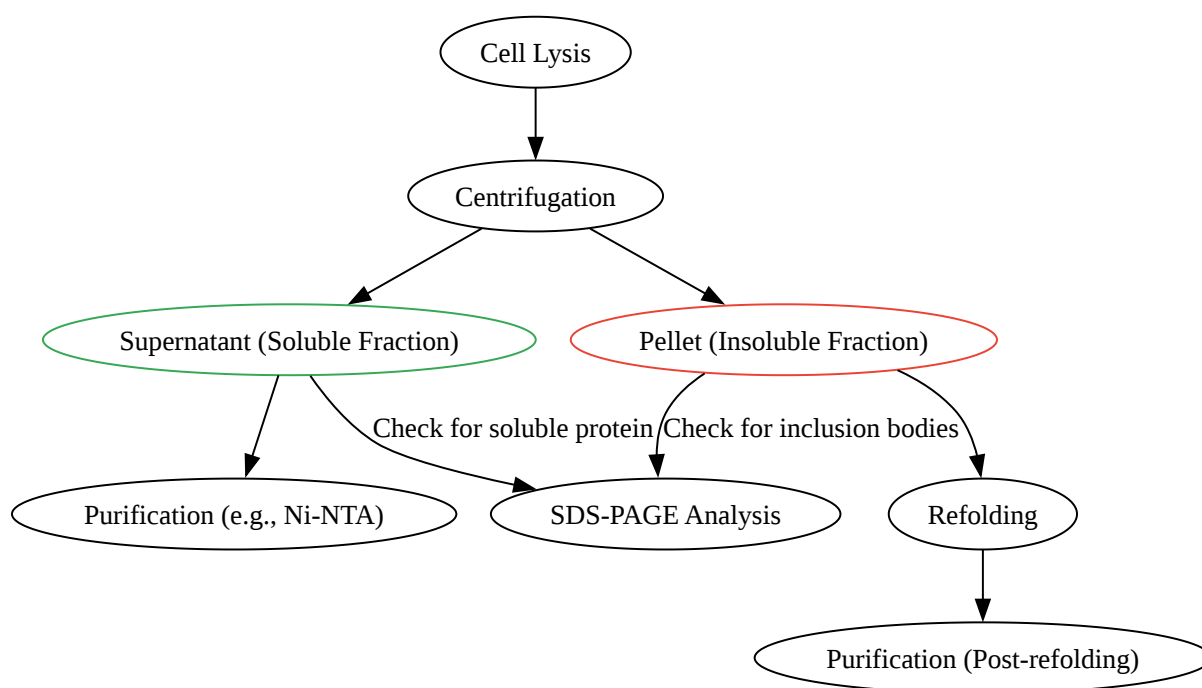 Cell Lysis
Centrifugation
Supernatant (Soluble Fraction)
Pellet (Insoluble Fraction)
Check for soluble protein
Check for inclusion bodies
Purification (e.g., Ni-NTA)
SDS-PAGE Analysis
Refolding
Purification (Post-refolding)